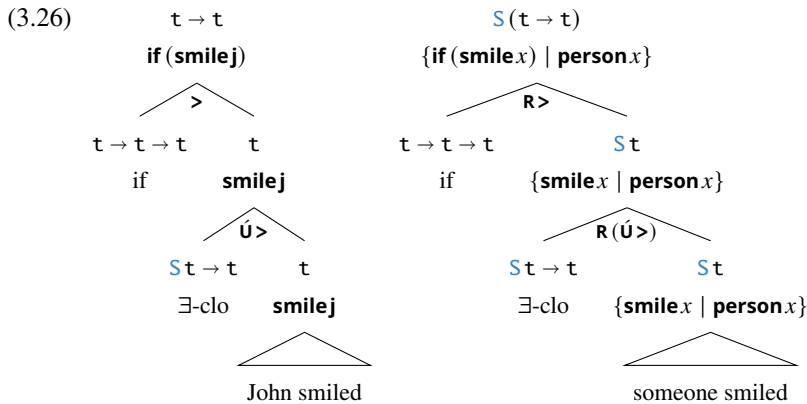 (3.26) t → t S (t → t)
if (smile j) {if (smile x) | person x}
> R >
t → t → t t t → t → t S t
if smile j if {smile x | person x}
Ú > R (Ú >)
S t → t t S t → t S t
∃-clo smile j ∃-clo {smile x | person x}
John smiled someone smiled